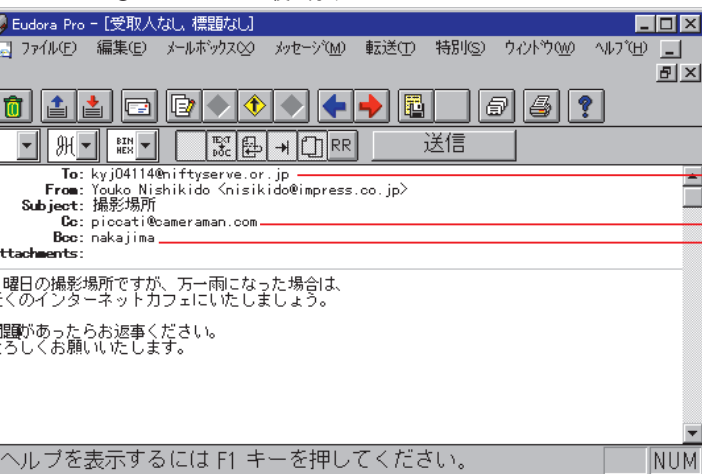 Eudora Pro - [受取人なし, 標題なし]
ファイル(F) 編集(E) メールボックス(X) メッセージ(M) 転送(T) 特別(S) ウィンドウ(W) ヘルプ(H)
BIN HEX TEXT DOC RR 送信
To: kyj04114@niftyserve.or.jp
From: Youko Nishikido <nisikido@impress.co.jp>
Subject: 撮影場所
Cc: piccati@cameraman.com
Bcc: nakajima
ttachments:
曜日の撮影場所ですが、万一雨になった場合は、
近くのインターネットカフェにいたしましょう。
問題があったらお返事ください。
よろしくお願いいたします。
ヘルプを表示するには F1 キーを押してください。 NUM